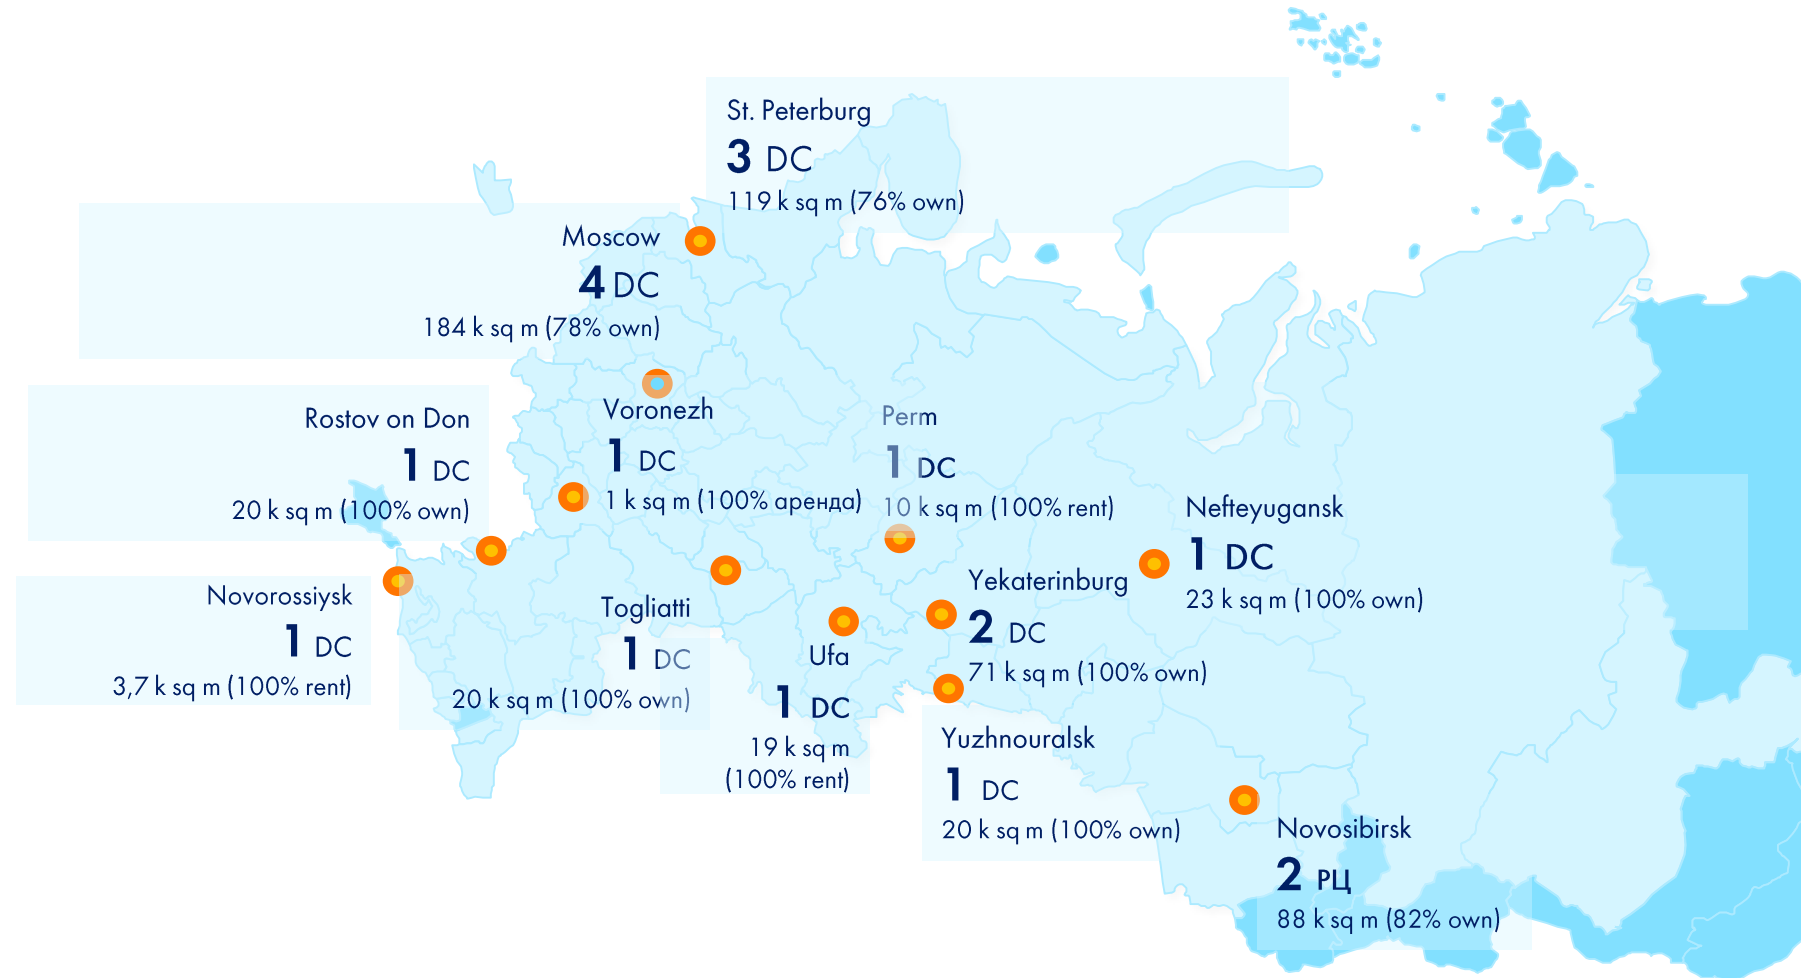 St. Peterburg
3 DC
119 k sq m (76% own)
Moscow
4 DC
184 k sq m (78% own)
Rostov on Don
1 DC
20 k sq m (100% own)
Voronezh
1 DC
1 k sq m (100% аренда)
Perm
1 DC
10 k sq m (100% rent)
Nefteyugansk
1 DC
23 k sq m (100% own)
Novorossiysk
1 DC
3,7 k sq m (100% rent)
Togliatti
1 DC
20 k sq m (100% own)
Ufa
1 DC
19 k sq m
(100% rent)
Yekaterinburg
2 DC
71 k sq m (100% own)
Yuzhnouralsk
1 DC
20 k sq m (100% own)
Novosibirsk
2 РЦ
88 k sq m (82% own)